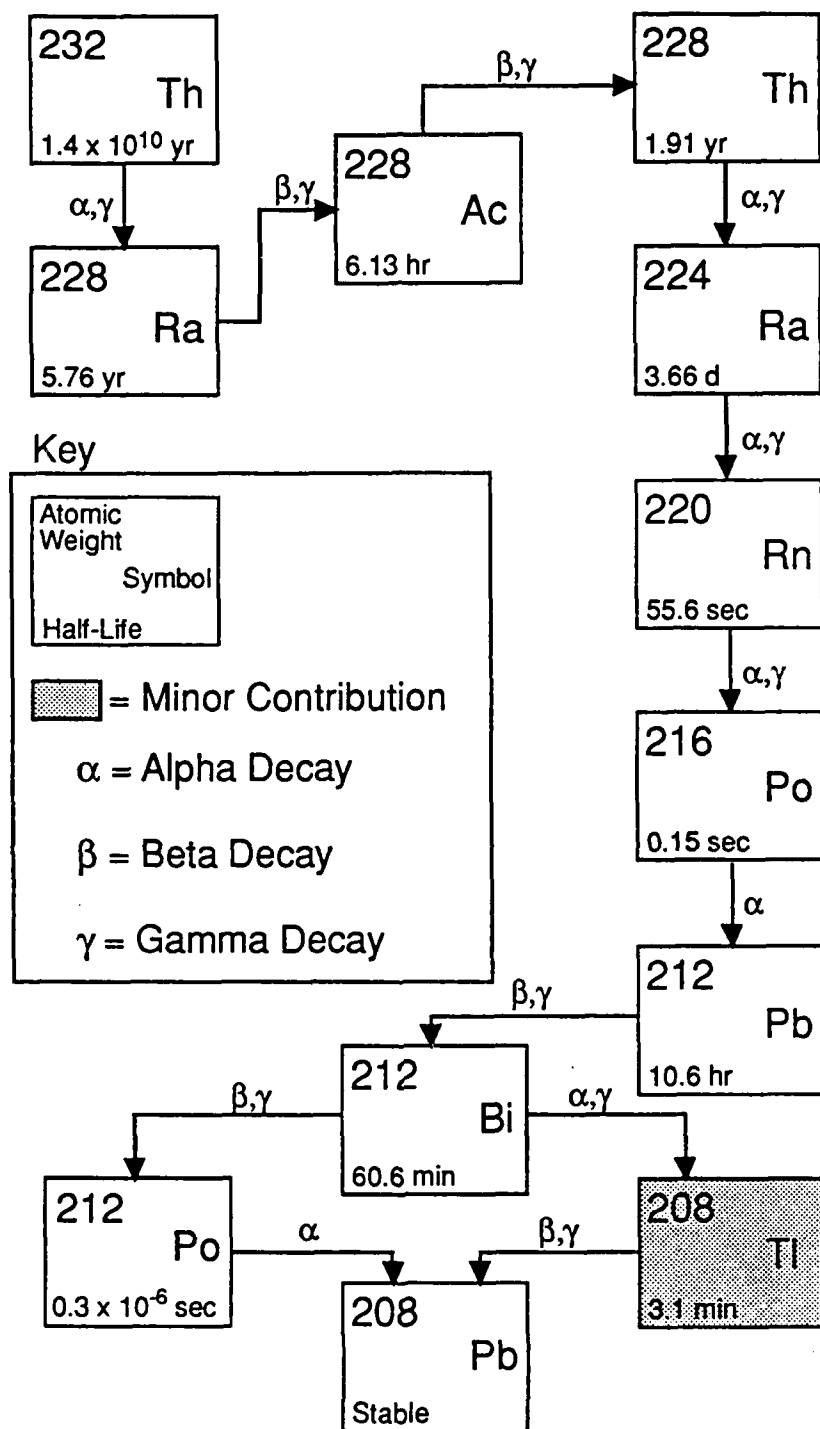 232
Th
1.4 x 10¹⁰ yr
α,γ
228
Ra
5.76 yr
β,γ
228
Ac
6.13 hr
β,γ
228
Th
1.91 yr
α,γ
224
Ra
3.66 d
α,γ
220
Rn
55.6 sec
α,γ
216
Po
0.15 sec
α
212
Pb
10.6 hr
Key
Atomic
Weight
Symbol
Half-Life
= Minor Contribution
α = Alpha Decay
β = Beta Decay
γ = Gamma Decay
β,γ
212
Bi
60.6 min
β,γ
α,γ
212
Po
0.3 x 10⁻⁶ sec
α
208
Tl
3.1 min
β,γ
208
Pb
Stable